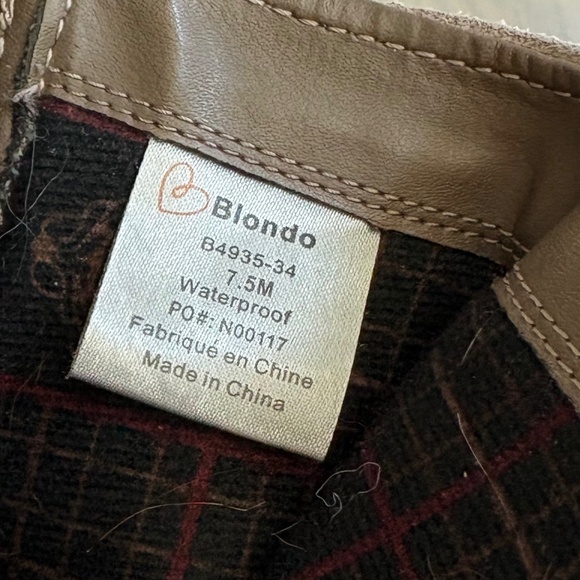 Blondo
B4935-34
7.5M
Waterproof
PO#: N00117
Fabriqué en Chine
Made in China